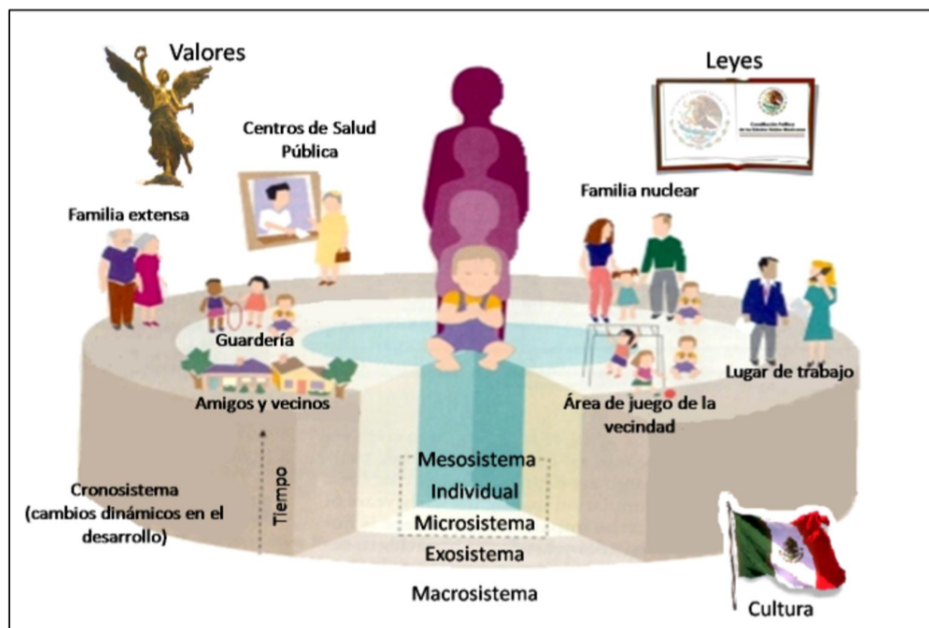 Valores
Leyes
Centros de Salud
Pública
Familia nuclear
Familia extensa
Guardería
Lugar de trabajo
Amigos y vecinos
Área de juego de la
vecindad
Mesosistema
Individual
Microsistema
Exosistema
Macrosistema
Tiempo
Cronosistema
(cambios dinámicos en el
desarrollo)
Cultura